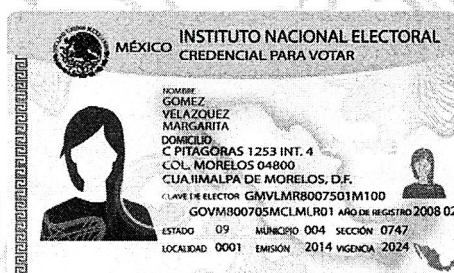 MÉXICO INSTITUTO NACIONAL ELECTORAL
CREDENCIAL PARA VOTAR
NOMBRE
GOMEZ
VELAZQUEZ
MARGARITA
DOMICILIO
C PITAGORAS 1253 INT. 4
COL. MORELOS 04800
CUAJIMALPA DE MORELOS, D.F.
CLAVE DE ELECTOR GMVLMR8007501M100
GOVM800705MCLMLR01 AÑO DE REGISTRO 2008 02
ESTADO 09 MUNICIPIO 004 SECCIÓN 0747
LOCALIDAD 0001 EMISIÓN 2014 VIGENCIA 2024